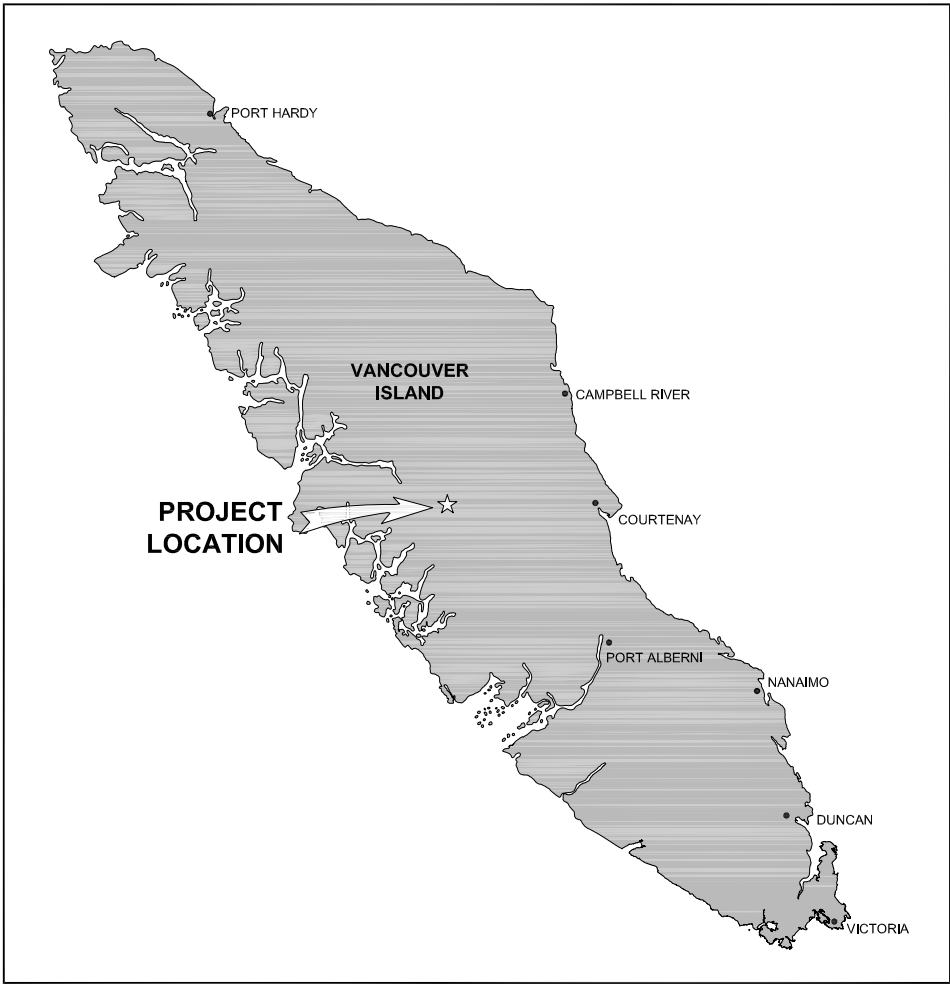 PORT HARDY
VANCOUVER
ISLAND
CAMPBELL RIVER
PROJECT
LOCATION
COURTENAY
PORT ALBERNI
NANAIMO
DUNCAN
VICTORIA